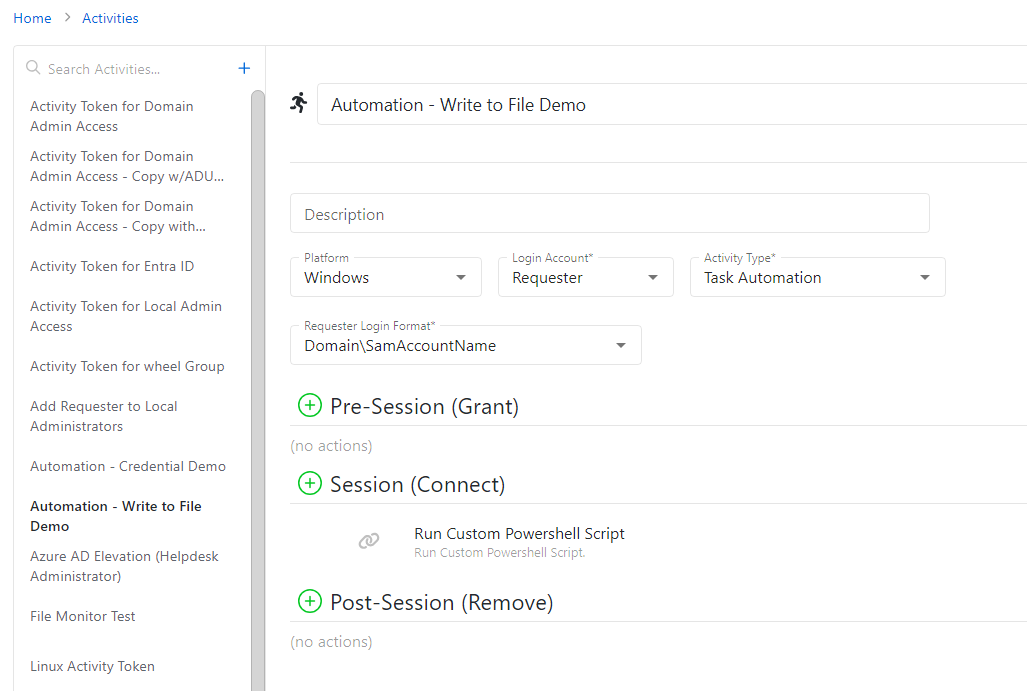 Home > Activities
Search Activities...
+
Activity Token for Domain
Admin Access
Activity Token for Domain
Admin Access - Copy w/ADU...
Activity Token for Domain
Admin Access - Copy with...
Activity Token for Entra ID
Activity Token for Local Admin
Access
Activity Token for wheel Group
Add Requester to Local
Administrators
Automation - Credential Demo
Automation - Write to File
Demo
Azure AD Elevation (Helpdesk
Administrator)
File Monitor Test
Linux Activity Token
Automation - Write to File Demo
Description
Platform
Windows
Login Account*
Requester
Activity Type*
Task Automation
Requester Login Format*
Domain\SamAccountName
Pre-Session (Grant)
(no actions)
Session (Connect)
Run Custom Powershell Script
Run Custom Powershell Script.
Post-Session (Remove)
(no actions)